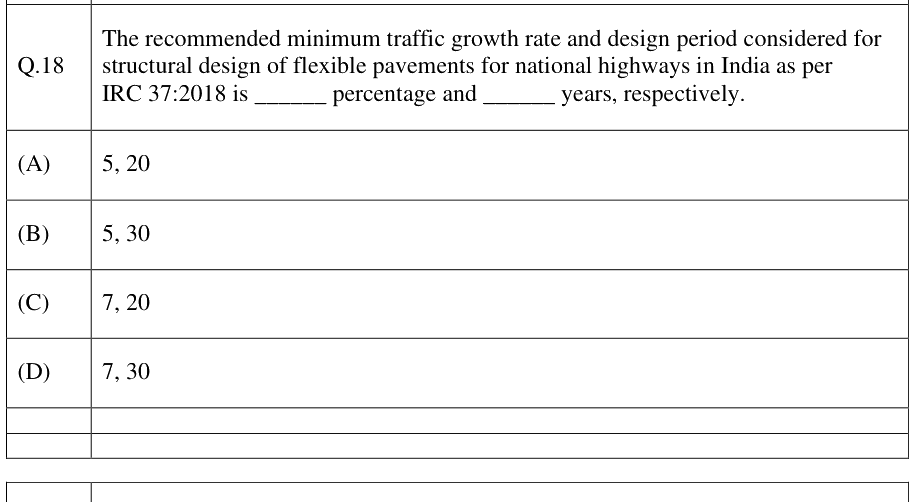 Q.18
The recommended minimum traffic growth rate and design period considered for
structural design of flexible pavements for national highways in India as per
IRC 37:2018 is ______ percentage and ______ years, respectively.
(A) 5, 20
(B) 5, 30
(C) 7, 20
(D) 7, 30